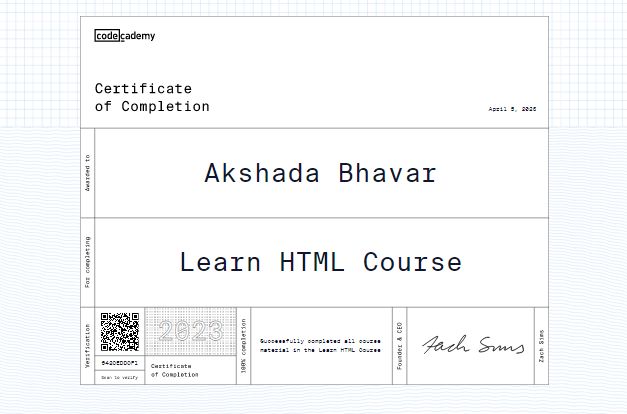 codecademy
Certificate
of Completion
April 5, 2025
Awarded to
Akshada Bhavar
For completing
Learn HTML Course
Verification
Scan to verify
2023
Certificate
of Completion
100% completion
Successfully completed all course
material in the Learn HTML Course
Founder & CEO
Zach Sims
Zach Sims